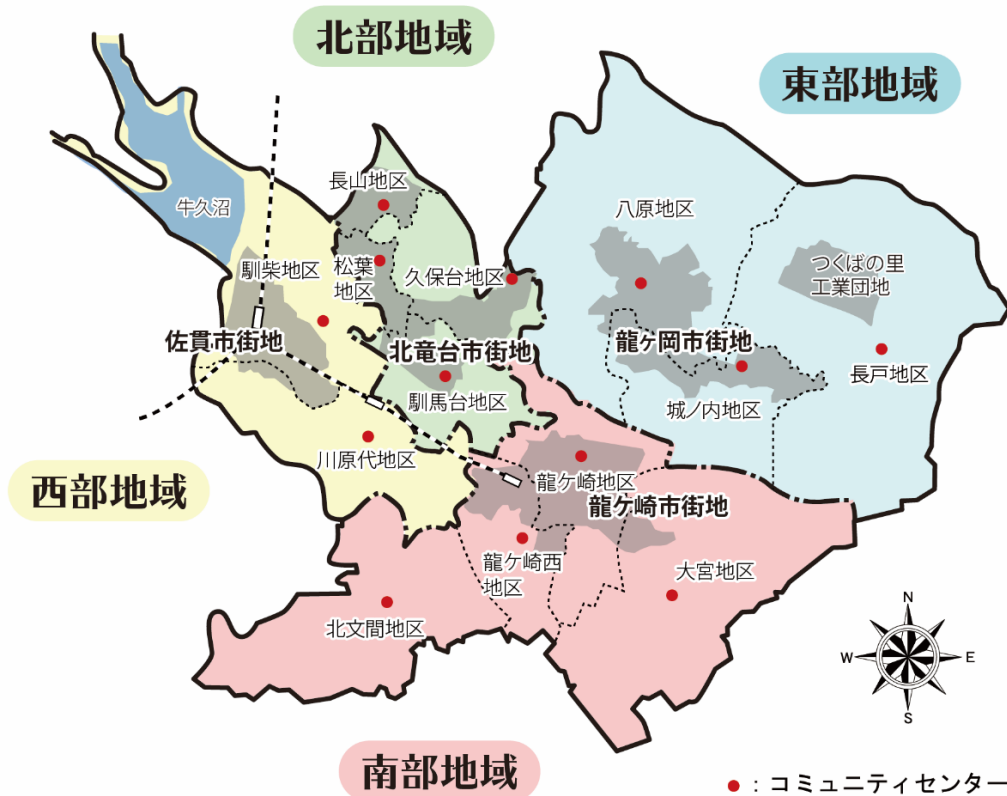 北部地域
東部地域
長山地区
牛久沼
八原地区
馴柴地区
松葉
地区
久保台地区
つくばの里
工業団地
佐貫市街地
北竜台市街地
龍ヶ岡市街地
長戸地区
馴馬台地区
城ノ内地区
川原代地区
西部地域
龍ケ崎地区
龍ケ崎市街地
龍ケ崎西
地区
大宮地区
北文間地区
N
W
E
S
南部地域
●：コミュニティセンター